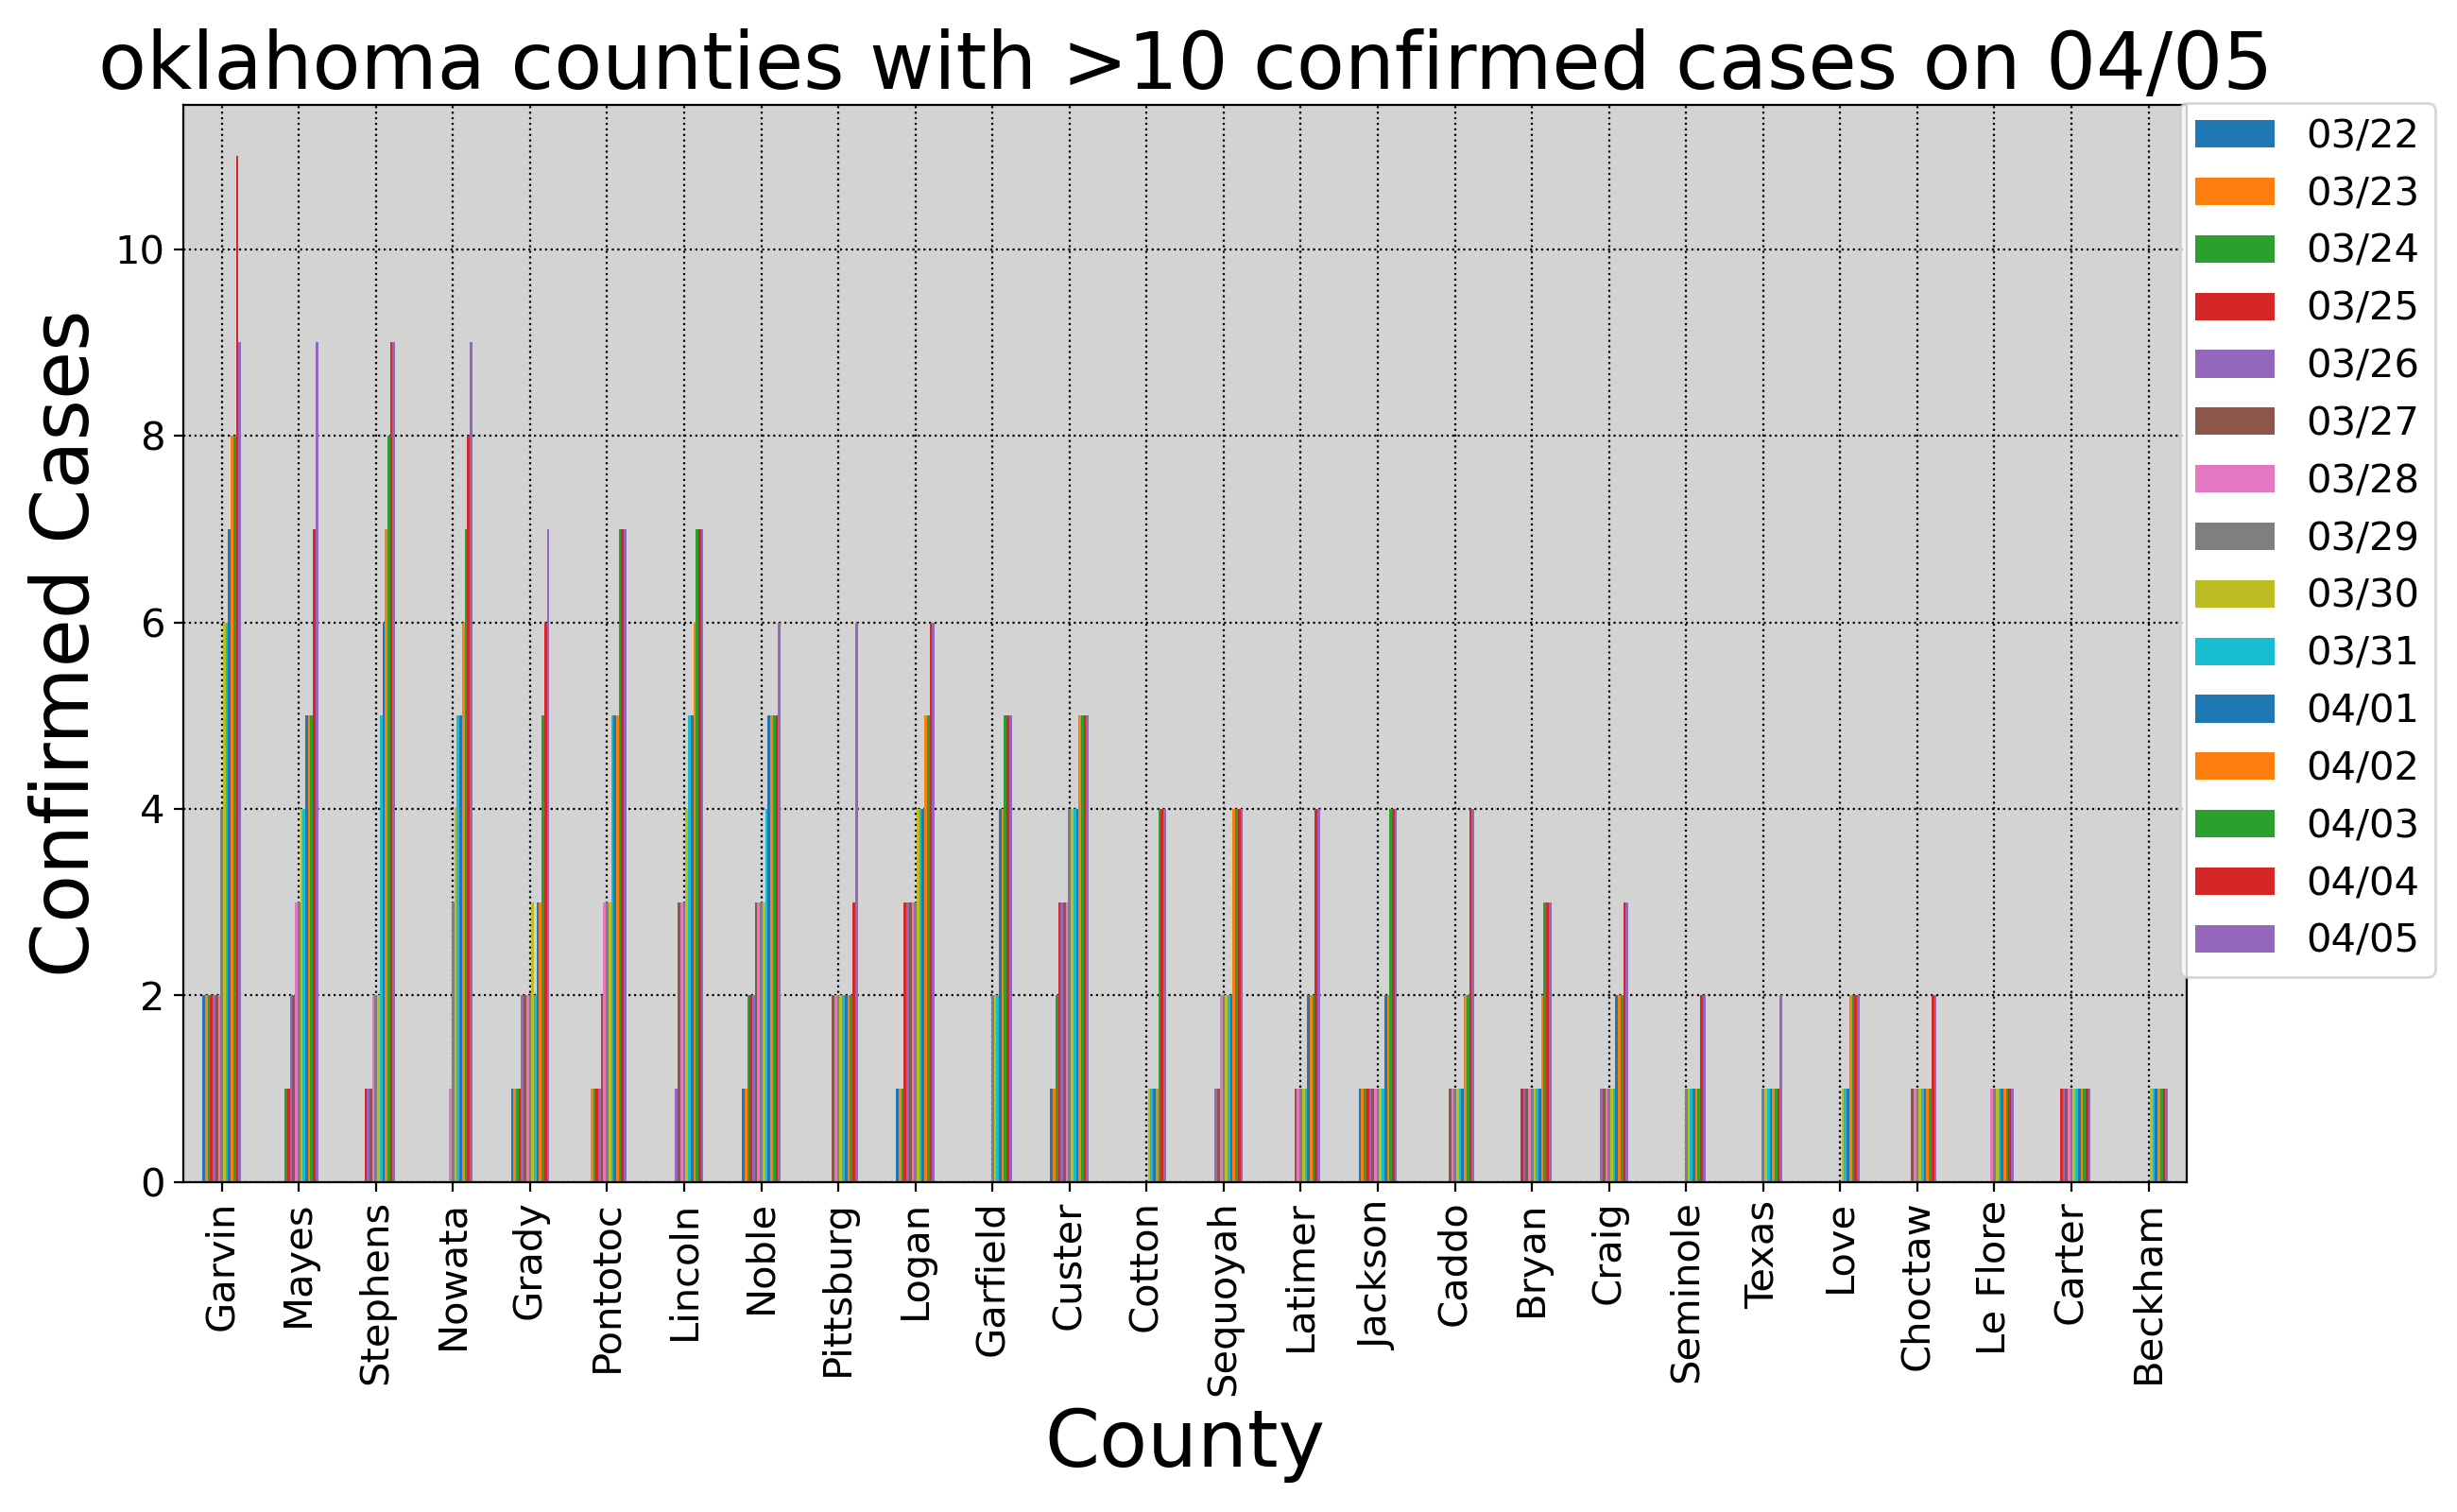 oklahoma counties with >10 confirmed cases on 04/05
Confirmed Cases
10
8
6
4
2
0
03/22
03/23
03/24
03/25
03/26
03/27
03/28
03/29
03/30
03/31
04/01
04/02
04/03
04/04
04/05
Garvin
Mayes
Stephens
Nowata
Grady
Pontotoc
Lincoln
Noble
Pittsburg
Logan
Garfield
Custer
Cotton
Sequoyah
Latimer
Jackson
Caddo
Bryan
Craig
Seminole
Texas
Love
Choctaw
Le Flore
Carter
Beckham
County